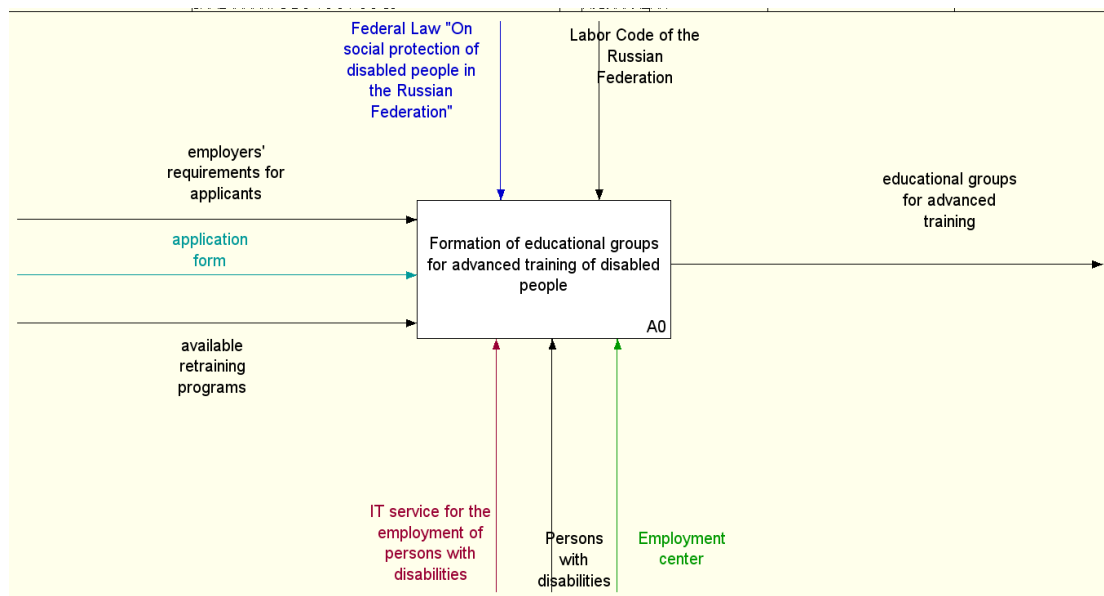 Federal Law "On
social protection of
disabled people in
the Russian
Federation"
Labor Code of the
Russian
Federation
employers'
requirements for
applicants
application
form
available
retraining
programs
Formation of educational groups
for advanced training of disabled
people
A0
educational groups
for advanced
training
IT service for the
employment of
persons with
disabilities
Persons
with
disabilities
Employment
center